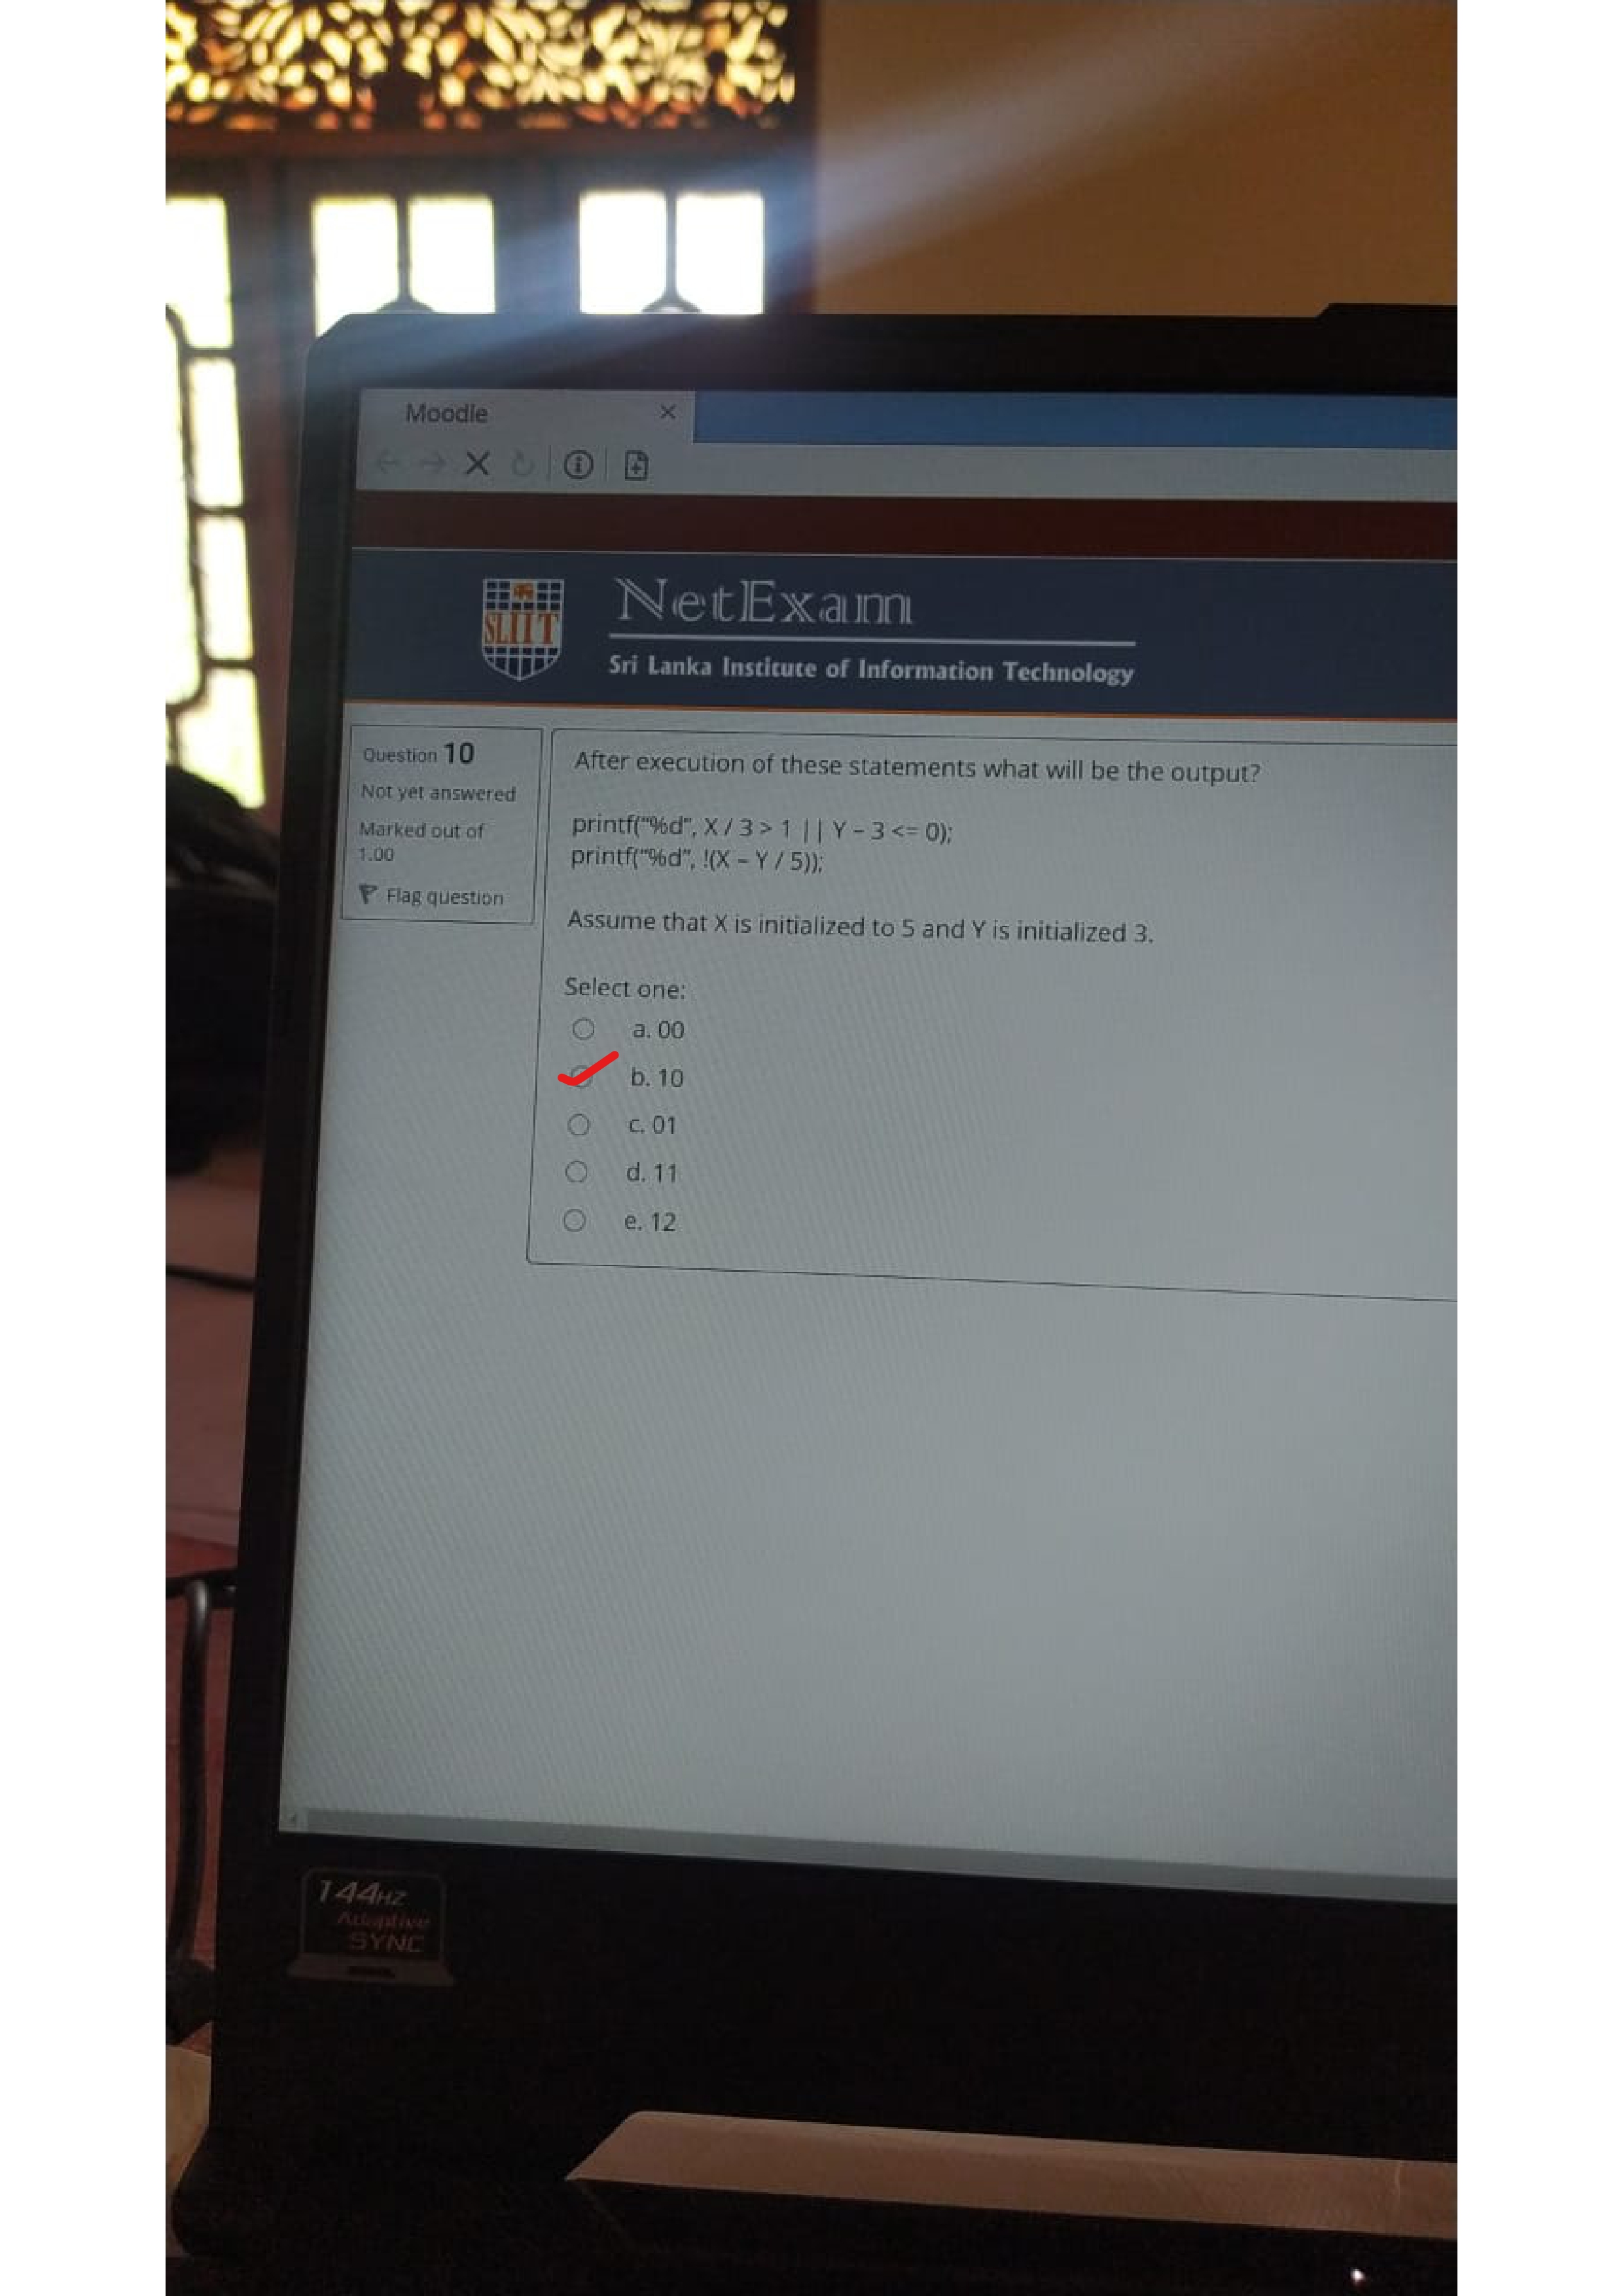 Moodle
NetExam
SLIIT
Sri Lanka Institute of Information Technology
Question 10
Not yet answered
Marked out of
1.00
Flag question
After execution of these statements what will be the output?
printf("%d", X / 3 > 1 || Y – 3 <= 0);
printf("%d", !(X – Y / 5));
Assume that X is initialized to 5 and Y is initialized 3.
Select one:
a. 00
b. 10
c. 01
d. 11
e. 12
144HZ
Adaptive
SYNC